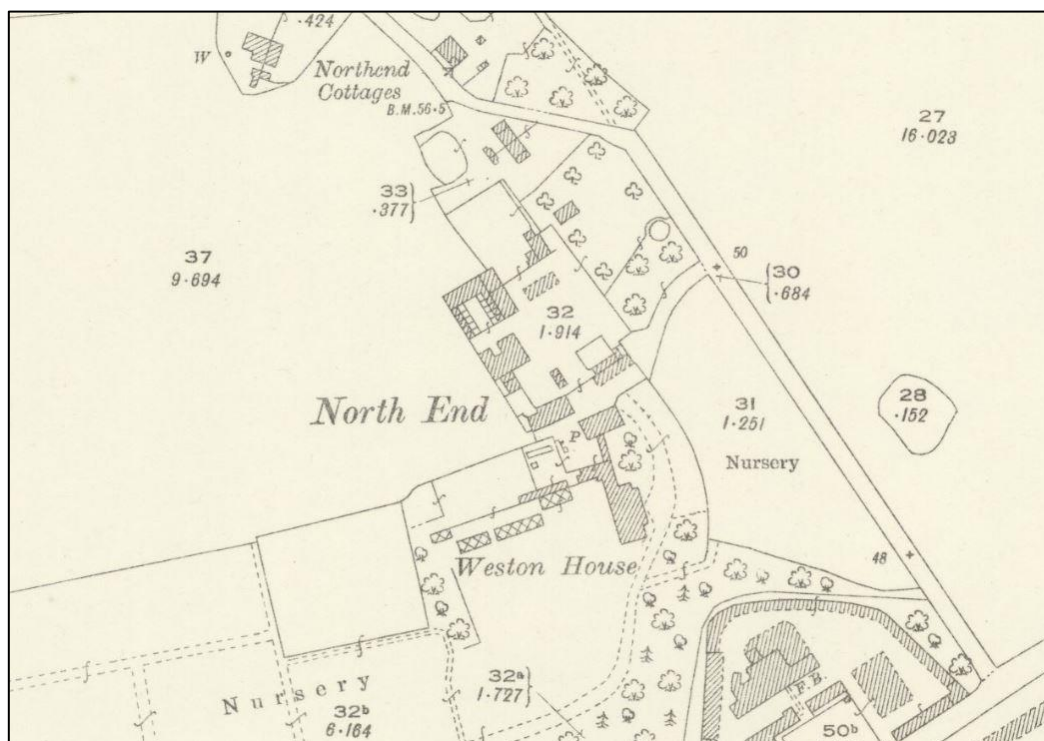 ·424
W
Northend
Cottages
B.M.56·5
27
16·023
33
·377
37
9·694
50
30
·684
32
1·914
North End
28
·152
31
1·251
P
Nursery
Weston House
48
Nursery
32a
1·727
32b
6·164
F.B.
50b